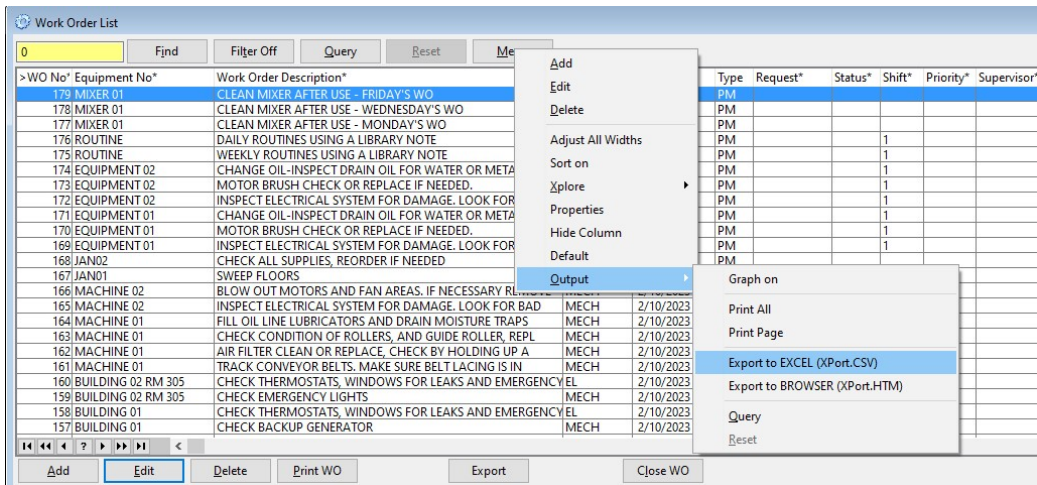 Work Order List
0 Find Filter Off Query Reset Me
>WO No* Equipment No* Work Order Description* Type Request* Status* Shift* Priority* Supervisor*
179 MIXER 01 CLEAN MIXER AFTER USE - FRIDAY'S WO PM
178 MIXER 01 CLEAN MIXER AFTER USE - WEDNESDAY'S WO PM
177 MIXER 01 CLEAN MIXER AFTER USE - MONDAY'S WO PM
176 ROUTINE DAILY ROUTINES USING A LIBRARY NOTE PM 1
175 ROUTINE WEEKLY ROUTINES USING A LIBRARY NOTE PM 1
174 EQUIPMENT 02 CHANGE OIL-INSPECT DRAIN OIL FOR WATER OR META PM 1
173 EQUIPMENT 02 MOTOR BRUSH CHECK OR REPLACE IF NEEDED. PM 1
172 EQUIPMENT 02 INSPECT ELECTRICAL SYSTEM FOR DAMAGE. LOOK FOR PM 1
171 EQUIPMENT 01 CHANGE OIL-INSPECT DRAIN OIL FOR WATER OR META PM 1
170 EQUIPMENT 01 MOTOR BRUSH CHECK OR REPLACE IF NEEDED. PM 1
169 EQUIPMENT 01 INSPECT ELECTRICAL SYSTEM FOR DAMAGE. LOOK FOR PM 1
168 JAN02 CHECK ALL SUPPLIES, REORDER IF NEEDED PM
167 JAN01 SWEEP FLOORS
166 MACHINE 02 BLOW OUT MOTORS AND FAN AREAS. IF NECESSARY REMOVE MECH 2/10/2023
165 MACHINE 02 INSPECT ELECTRICAL SYSTEM FOR DAMAGE. LOOK FOR BAD MECH 2/10/2023
164 MACHINE 01 FILL OIL LINE LUBRICATORS AND DRAIN MOISTURE TRAPS MECH 2/10/2023
163 MACHINE 01 CHECK CONDITION OF ROLLERS, AND GUIDE ROLLER, REPL MECH 2/10/2023
162 MACHINE 01 AIR FILTER CLEAN OR REPLACE, CHECK BY HOLDING UP A MECH 2/10/2023
161 MACHINE 01 TRACK CONVEYOR BELTS. MAKE SURE BELT LACING IS IN MECH 2/10/2023
160 BUILDING 02 RM 305 CHECK THERMOSTATS, WINDOWS FOR LEAKS AND EMERGENCY EL 2/10/2023
159 BUILDING 02 RM 305 CHECK EMERGENCY LIGHTS MECH 2/10/2023
158 BUILDING 01 CHECK THERMOSTATS, WINDOWS FOR LEAKS AND EMERGENCY EL 2/10/2023
157 BUILDING 01 CHECK BACKUP GENERATOR MECH 2/10/2023
Add
Edit
Delete
Adjust All Widths
Sort on
Xplore
Properties
Hide Column
Default
Output
Graph on
Print All
Print Page
Export to EXCEL (XPort.CSV)
Export to BROWSER (XPort.HTM)
Query
Reset
?
Add Edit Delete Print WO Export Close WO